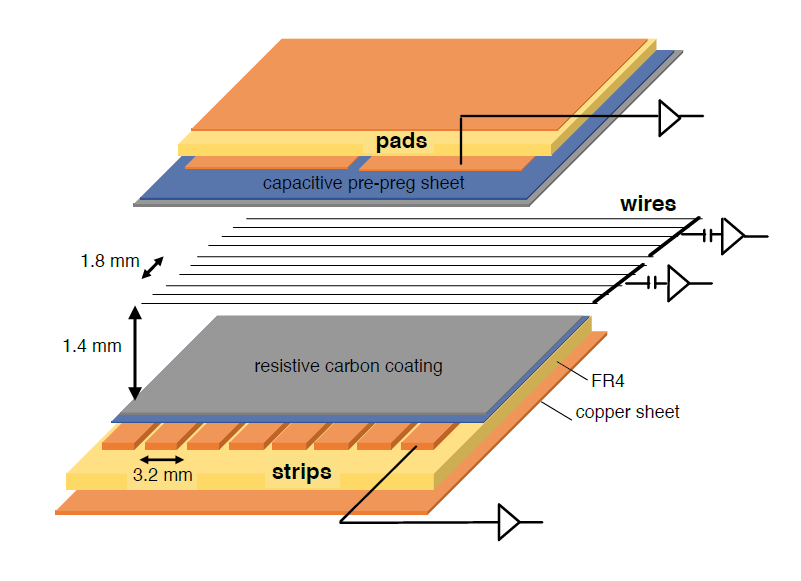 pads
capacitive pre-preg sheet
wires
1.8 mm
1.4 mm
resistive carbon coating
FR4
copper sheet
3.2 mm
strips